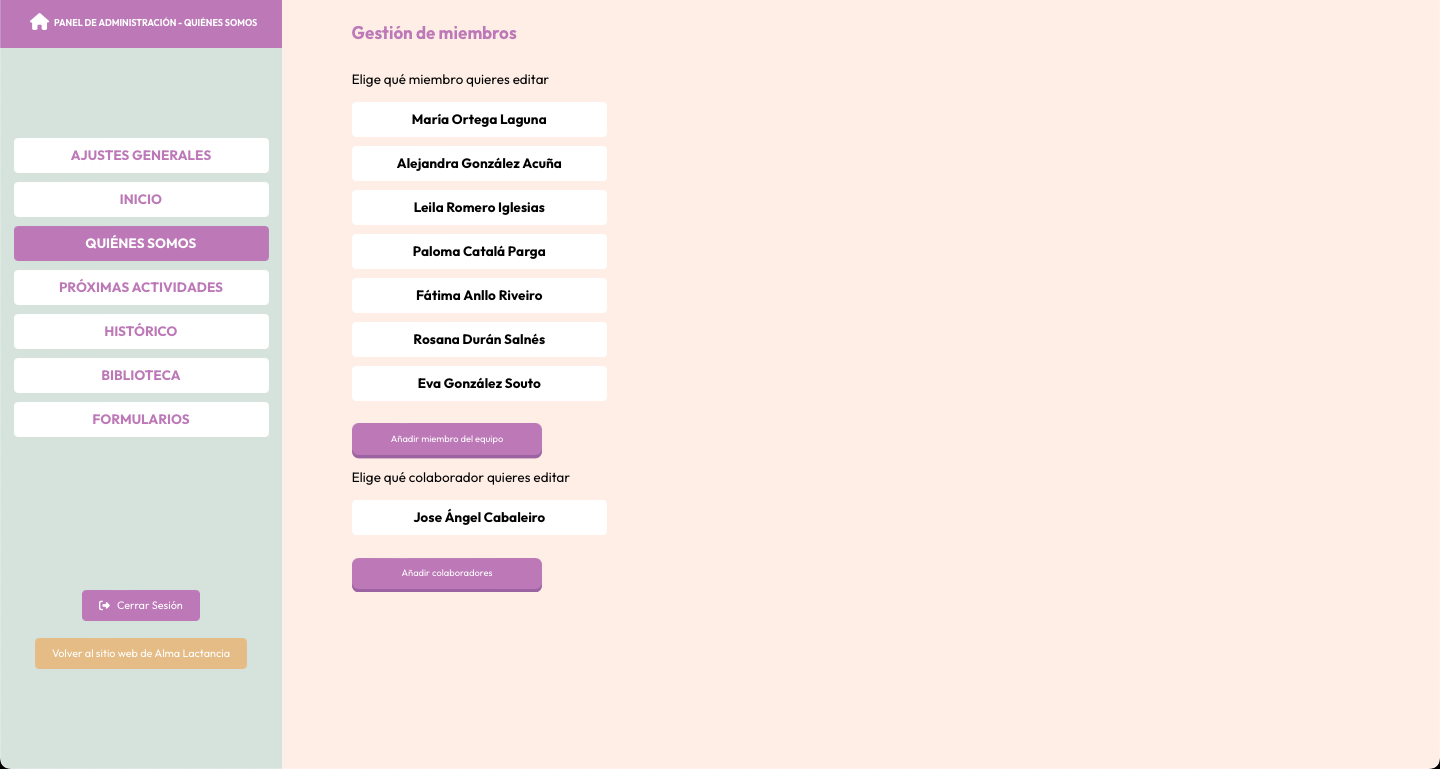 PANEL DE ADMINISTRACIÓN - QUIÉNES SOMOS
AJUSTES GENERALES
INICIO
QUIÉNES SOMOS
PRÓXIMAS ACTIVIDADES
HISTÓRICO
BIBLIOTECA
FORMULARIOS
Cerrar Sesión
Volver al sitio web de Alma Lactancia
Gestión de miembros
Elige qué miembro quieres editar
María Ortega Laguna
Alejandra González Acuña
Leila Romero Iglesias
Paloma Catalá Parga
Fátima Anllo Riveiro
Rosana Durán Salnés
Eva González Souto
Añadir miembro del equipo
Elige qué colaborador quieres editar
Jose Ángel Cabaleiro
Añadir colaboradores